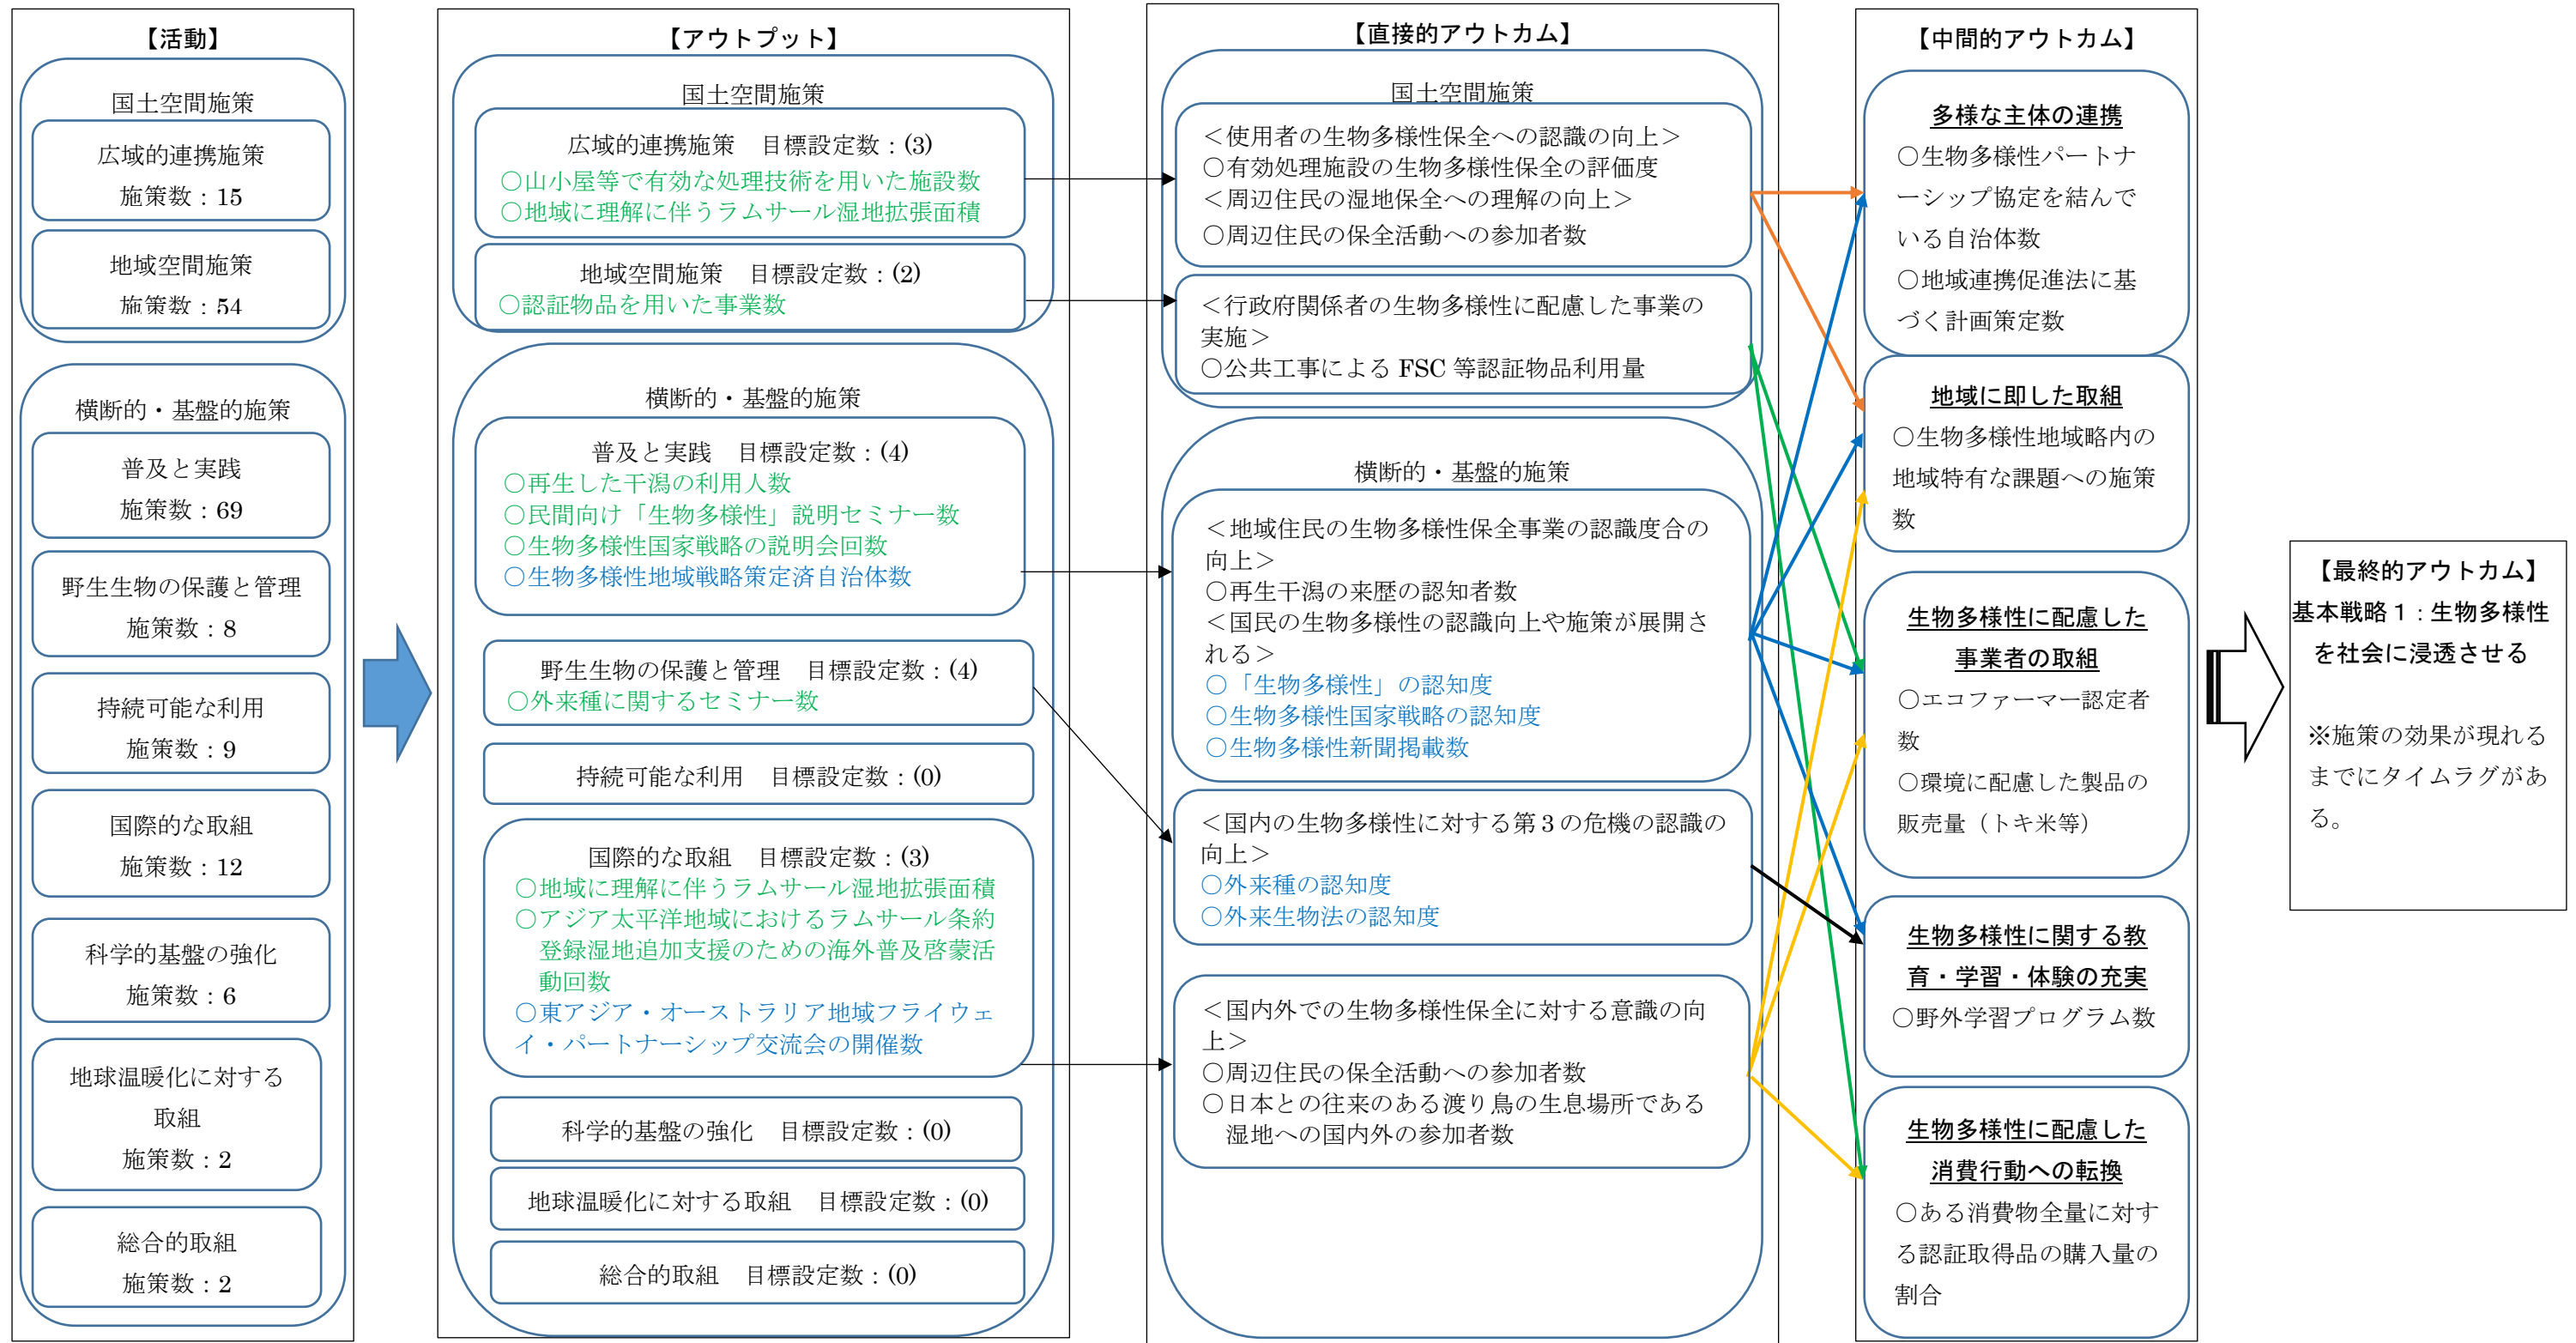 【活動】
国土空間施策
広域的連携施策
施策数：15
地域空間施策
施策数：54
横断的・基盤的施策
普及と実践
施策数：69
野生生物の保護と管理
施策数：8
持続可能な利用
施策数：9
国際的な取組
施策数：12
科学的基盤の強化
施策数：6
地球温暖化に対する
取組
施策数：2
総合的取組
施策数：2
【アウトプット】
国土空間施策
広域的連携施策　目標設定数：(3)
○山小屋等で有効な処理技術を用いた施設数
○地域に理解に伴うラムサール湿地拡張面積
地域空間施策　目標設定数：(2)
○認証物品を用いた事業数
横断的・基盤的施策
普及と実践　目標設定数：(4)
○再生した干潟の利用人数
○民間向け「生物多様性」説明セミナー数
○生物多様性国家戦略の説明会回数
○生物多様性地域戦略策定済自治体数
野生生物の保護と管理　目標設定数：(4)
○外来種に関するセミナー数
持続可能な利用　目標設定数：(0)
国際的な取組　目標設定数：(3)
○地域に理解に伴うラムサール湿地拡張面積
○アジア太平洋地域におけるラムサール条約
登録湿地追加支援のための海外普及啓蒙活
動回数
○東アジア・オーストラリア地域フライウェ
イ・パートナーシップ交流会の開催数
科学的基盤の強化　目標設定数：(0)
地球温暖化に対する取組　目標設定数：(0)
総合的取組　目標設定数：(0)
【直接的アウトカム】
国土空間施策
＜使用者の生物多様性保全への認識の向上＞
○有効処理施設の生物多様性保全の評価度
＜周辺住民の湿地保全への理解の向上＞
○周辺住民の保全活動への参加者数
＜行政府関係者の生物多様性に配慮した事業の
実施＞
○公共工事による FSC 等認証物品利用量
横断的・基盤的施策
＜地域住民の生物多様性保全事業の認識度合の
向上＞
○再生干潟の来歴の認知者数
＜国民の生物多様性の認識向上や施策が展開さ
れる＞
○「生物多様性」の認知度
○生物多様性国家戦略の認知度
○生物多様性新聞掲載数
＜国内の生物多様性に対する第３の危機の認識の
向上＞
○外来種の認知度
○外来生物法の認知度
＜国内外での生物多様性保全に対する意識の向
上＞
○周辺住民の保全活動への参加者数
○日本との往来のある渡り鳥の生息場所である
湿地への国内外の参加者数
【中間的アウトカム】
多様な主体の連携
○生物多様性パートナ
ーシップ協定を結んで
いる自治体数
○地域連携促進法に基
づく計画策定数
地域に即した取組
○生物多様性地域略内の
地域特有な課題への施策
数
生物多様性に配慮した
事業者の取組
○エコファーマー認定者
数
○環境に配慮した製品の
販売量（トキ米等）
生物多様性に関する教
育・学習・体験の充実
○野外学習プログラム数
生物多様性に配慮した
消費行動への転換
○ある消費物全量に対す
る認証取得品の購入量の
割合
【最終的アウトカム】
基本戦略１：生物多様性
を社会に浸透させる
※施策の効果が現れる
までにタイムラグがあ
る。